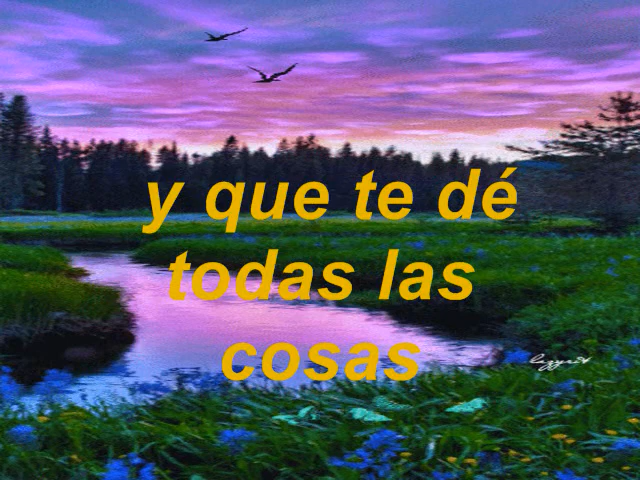 y que te dé
todas las
cosas